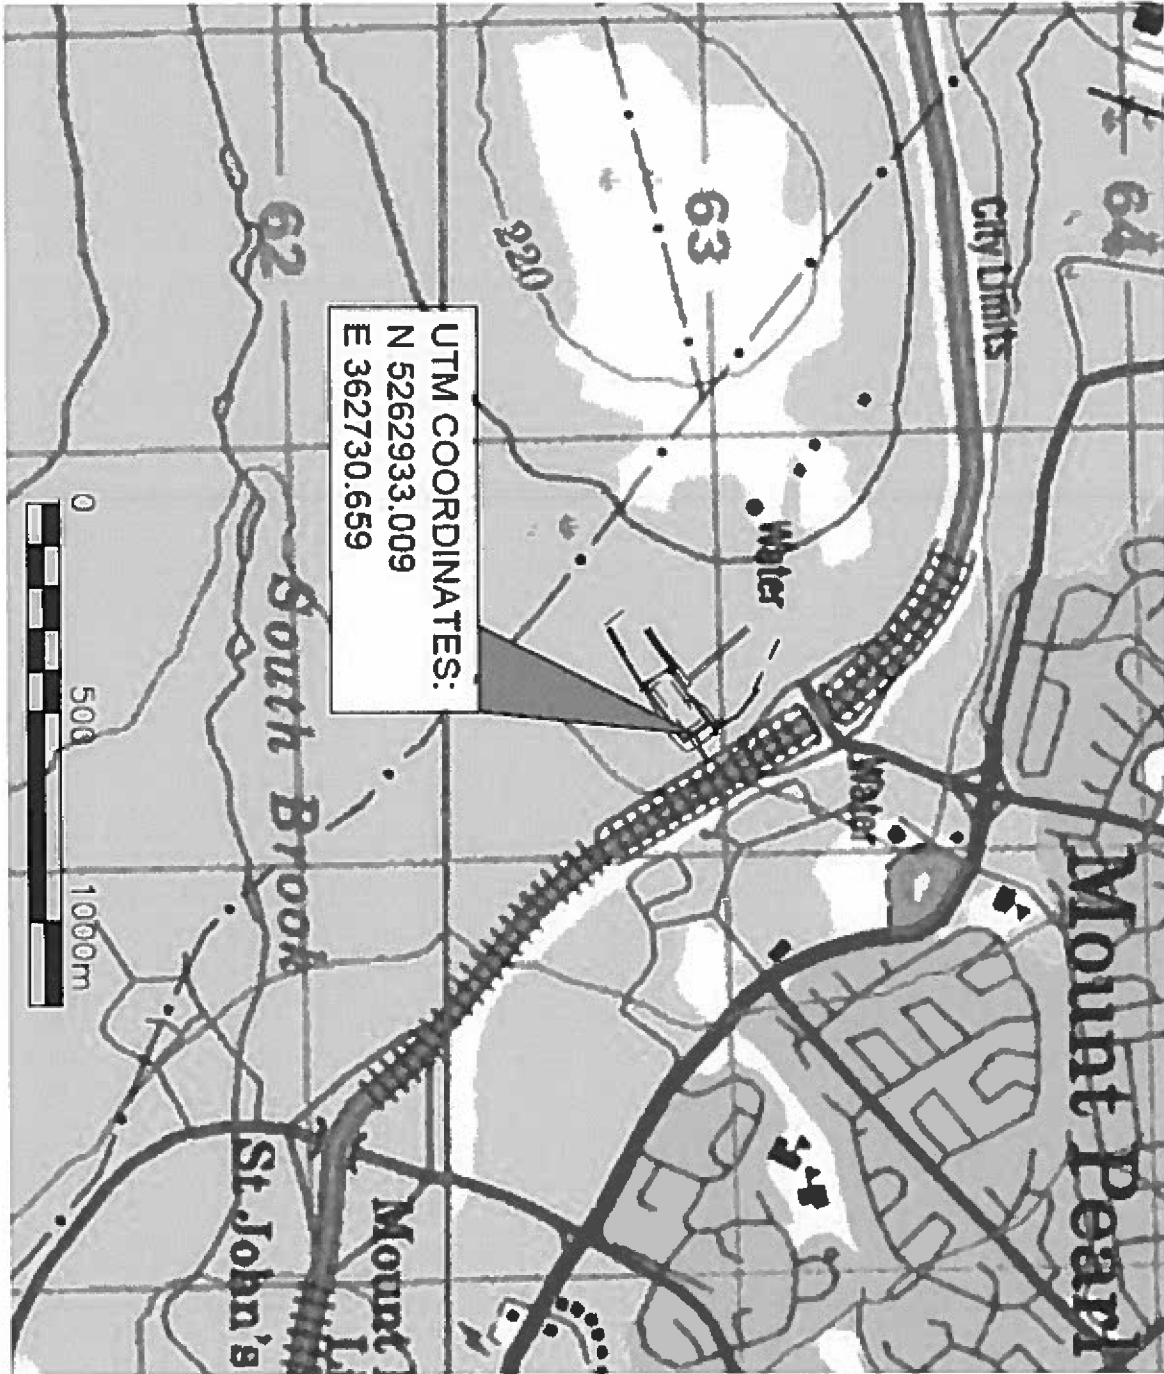 Mount Pearl
64
City Limits
63
220
Water
Water
62
UTM COORDINATES:
N 5262933.009
E 362730.659
South Brook
Mount
St. John's
0
500
1000m